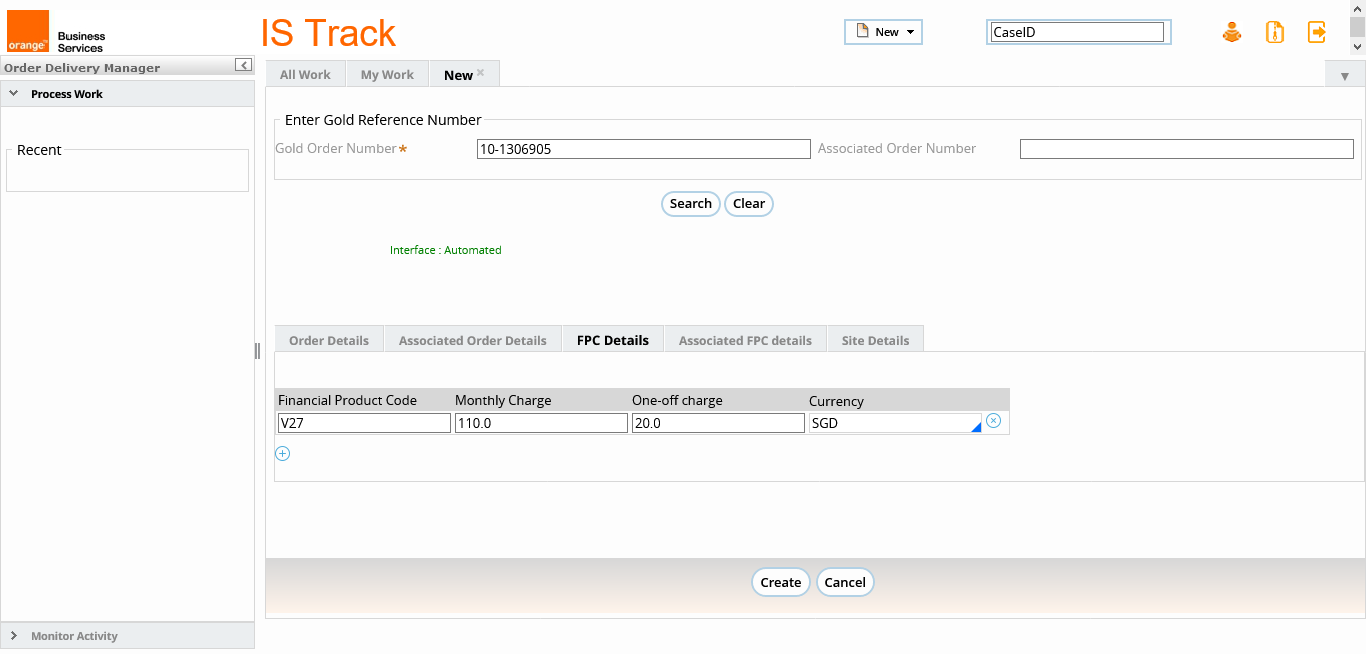 orange™
Business
Services
IS Track
New
CaseID
Order Delivery Manager
All Work
My Work
New
Process Work
Recent
Enter Gold Reference Number
Gold Order Number*
10-1306905
Associated Order Number
Search
Clear
Interface : Automated
Order Details
Associated Order Details
FPC Details
Associated FPC details
Site Details
Financial Product Code
Monthly Charge
One-off charge
Currency
V27
110.0
20.0
SGD
Create
Cancel
Monitor Activity